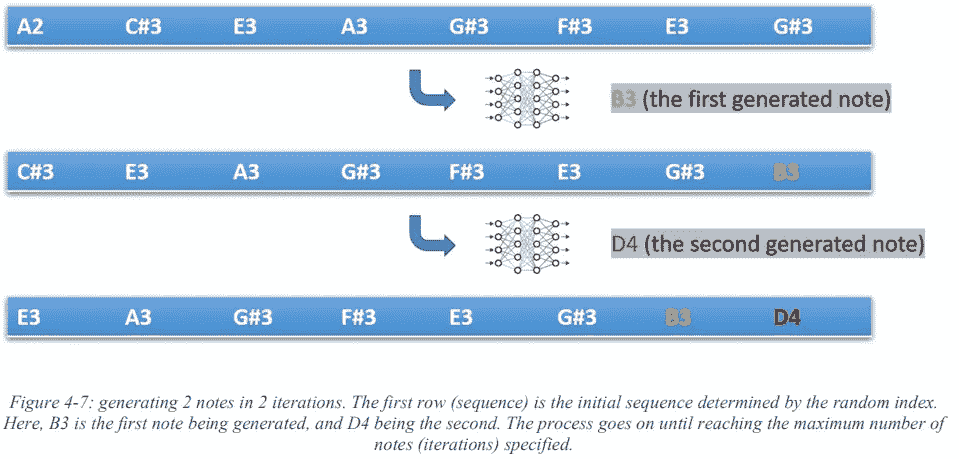 A2 C#3 E3 A3 G#3 F#3 E3 G#3
B3 (the first generated note)
C#3 E3 A3 G#3 F#3 E3 G#3 B3
D4 (the second generated note)
E3 A3 G#3 F#3 E3 G#3 B3 D4
Figure 4-7: generating 2 notes in 2 iterations. The first row (sequence) is the initial sequence determined by the random index.
Here, B3 is the first note being generated, and D4 being the second. The process goes on until reaching the maximum number of
notes (iterations) specified.